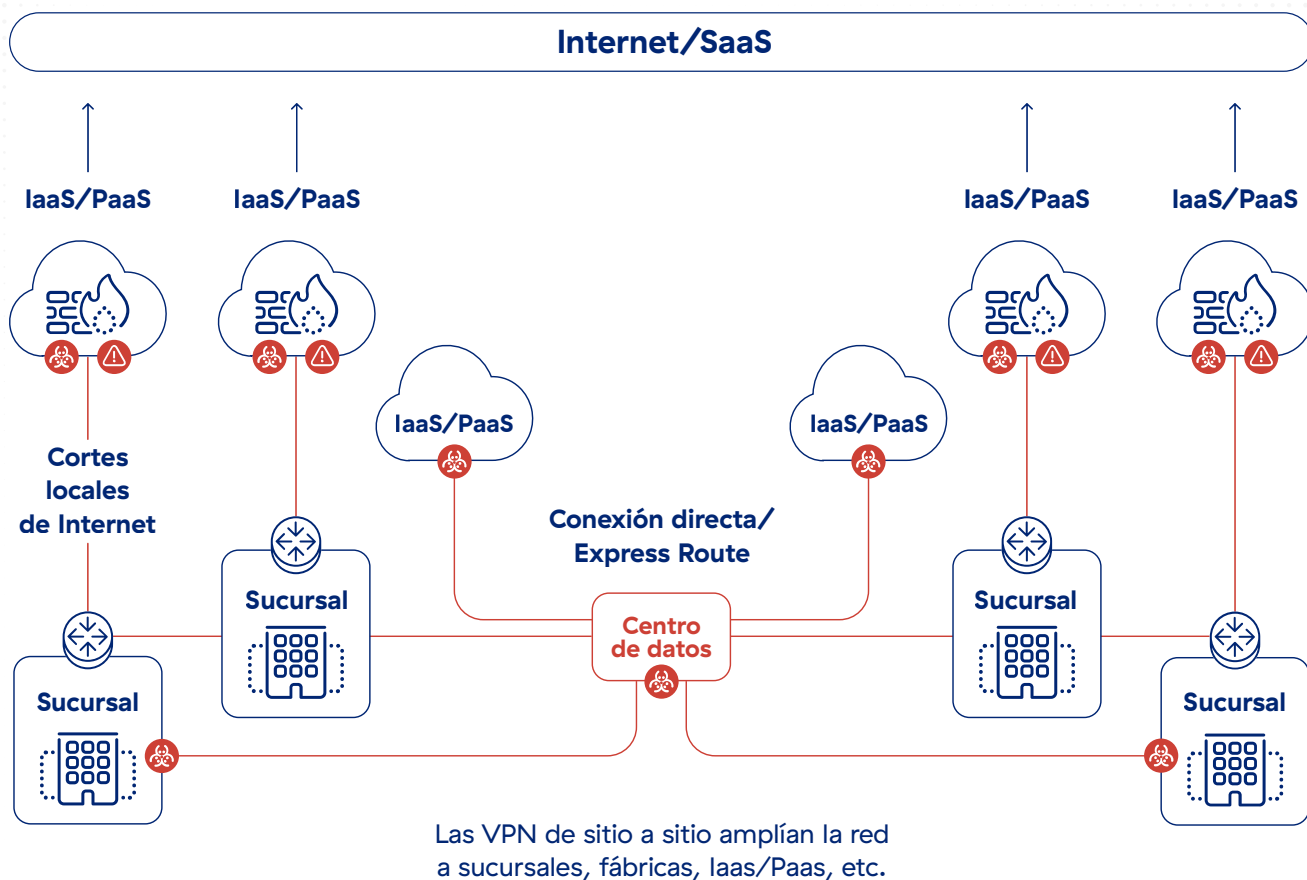 Internet/SaaS
IaaS/PaaS
IaaS/PaaS
IaaS/PaaS
IaaS/PaaS
IaaS/PaaS
IaaS/PaaS
Cortes
locales
de Internet
Conexión directa/
Express Route
Sucursal
Centro
de datos
Sucursal
Sucursal
Sucursal
Las VPN de sitio a sitio amplían la red
a sucursales, fábricas, Iaas/Paas, etc.